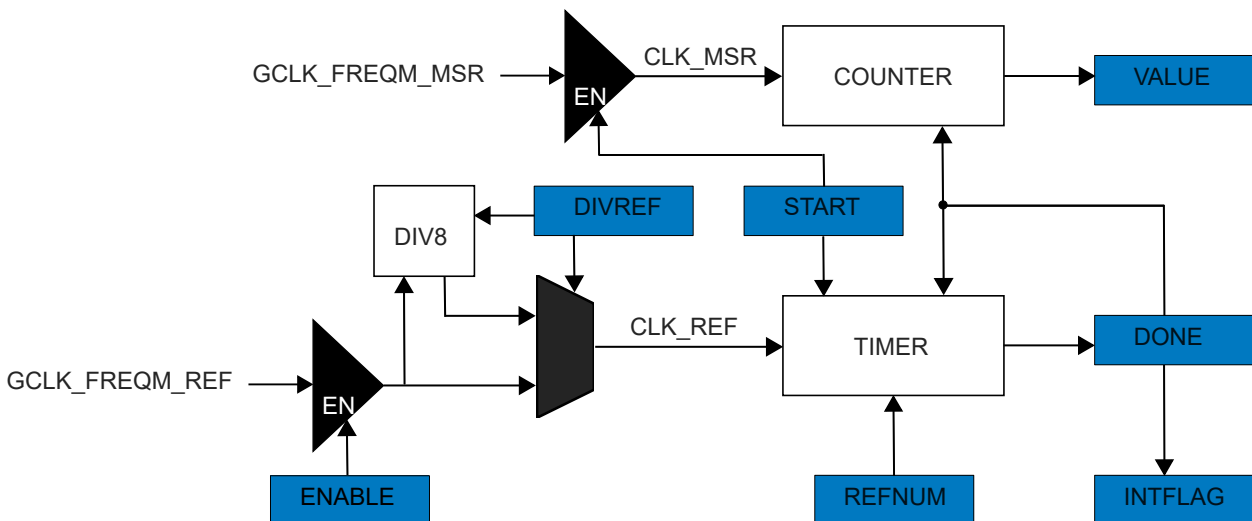 GCLK_FREQM_MSR
EN
CLK_MSR
COUNTER
VALUE
DIV8
DIVREF
START
GCLK_FREQM_REF
EN
CLK_REF
TIMER
DONE
ENABLE
REFNUM
INTFLAG